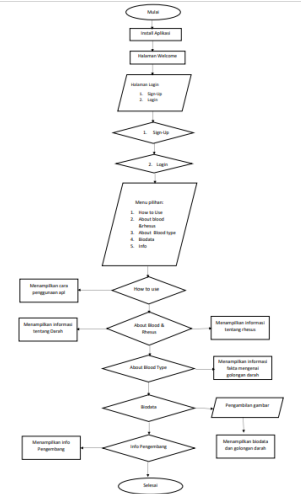 Mulai
Install Aplikasi
Halaman Welcome
Halaman Login
1. Sign Up
2. Login
1. Sign Up
2. Login
Menu pilihan:
1. How to Use
2. About blood
&rhesus
3. About Blood type
4. Biodata
5. Info
Menampilkan cara
penggunaan apl
How to use
Menampilkan informasi
tentang Darah
About Blood &
Rhesus
Menampilkan informasi
tentang rhesus
About Blood Type
Menampilkan informasi
fakta mengenai
golongan darah
Biodata
Pengambilan gambar
Menampilkan info
Pengembang
Info Pengembang
Menampilkan biodata
dan golongan darah
Selesai